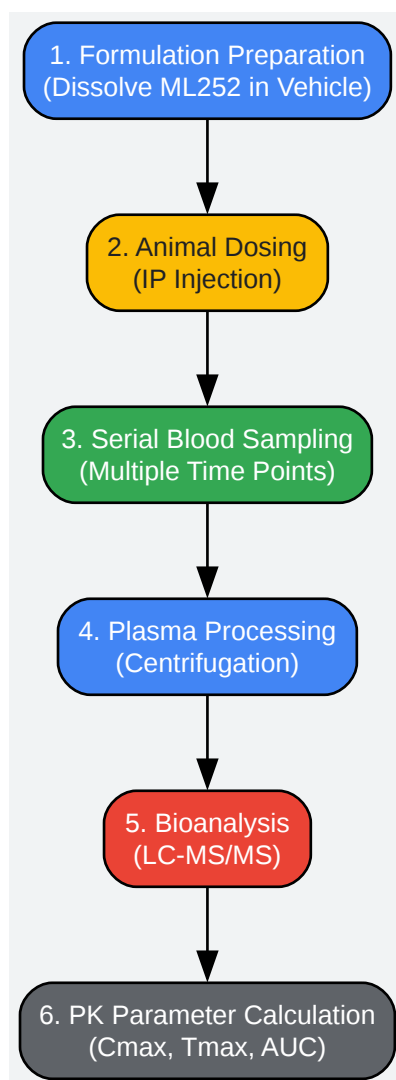 1. Formulation Preparation
(Dissolve ML252 in Vehicle)
2. Animal Dosing
(IP Injection)
3. Serial Blood Sampling
(Multiple Time Points)
4. Plasma Processing
(Centrifugation)
5. Bioanalysis
(LC-MS/MS)
6. PK Parameter Calculation
(Cmax, Tmax, AUC)